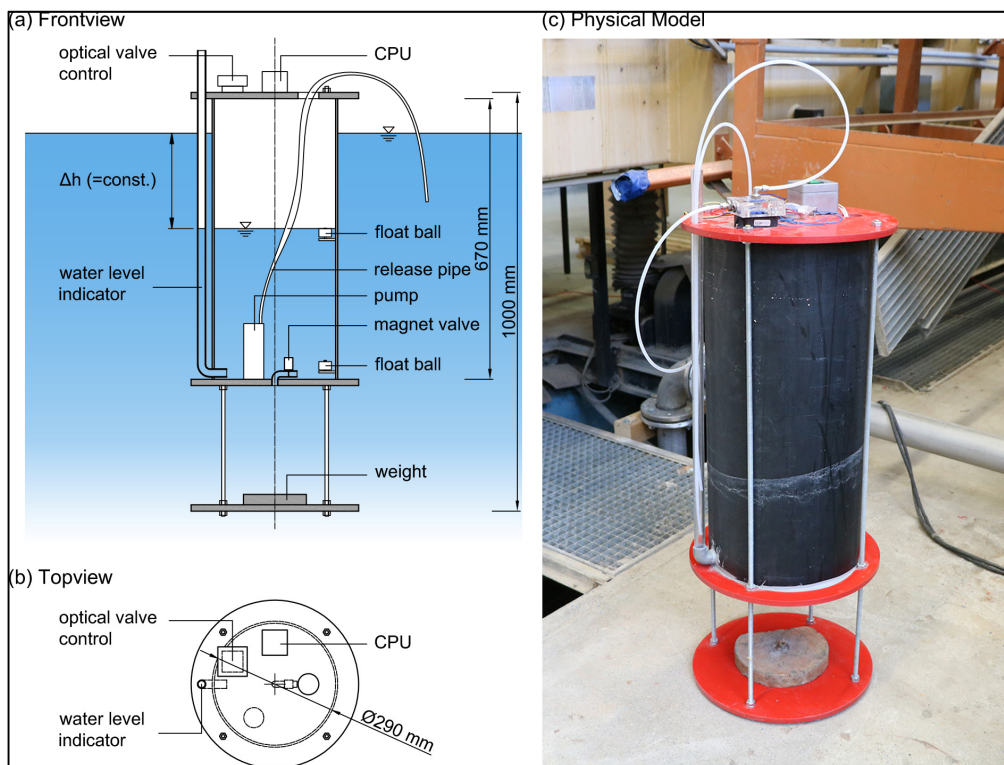 (a) Frontview
optical valve
control
CPU
Δh (=const.)
float ball
water level
indicator
release pipe
pump
magnet valve
float ball
670 mm
1000 mm
weight
(b) Topview
optical valve
control
CPU
water level
indicator
Ø290 mm
(c) Physical Model